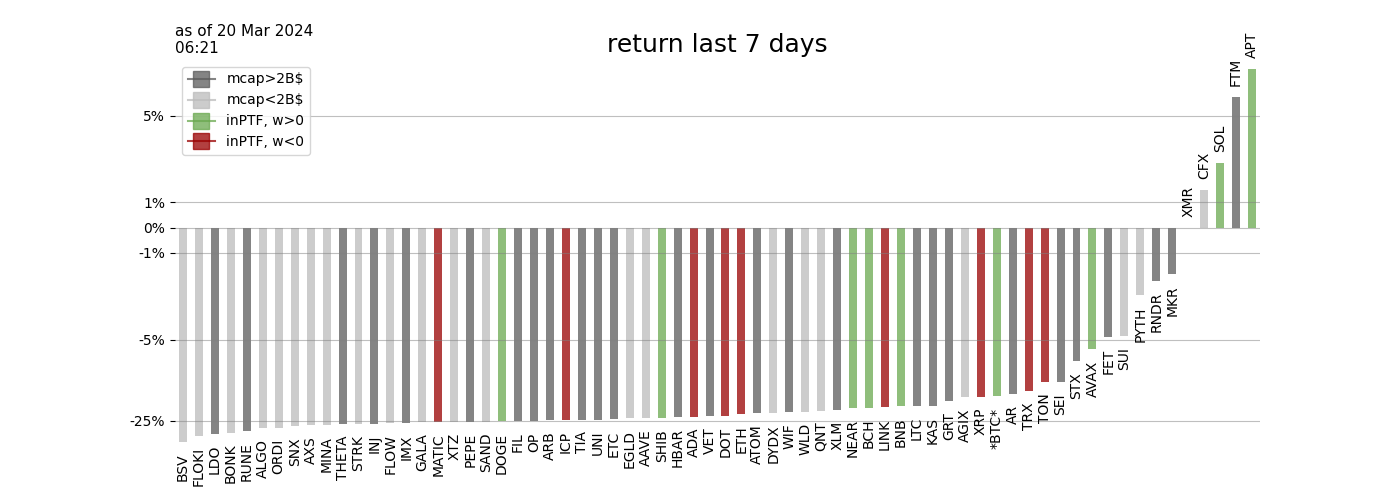 as of 20 Mar 2024
06:21
return last 7 days
mcap>2B$
mcap<2B$
inPTF, w>0
inPTF, w<0
5%
1%
0%
-1%
-5%
-25%
BSV
FLOKI
LDO
BONK
RUNE
ALGO
ORDI
SNX
AXS
MINA
THETA
STRK
INJ
FLOW
IMX
GALA
MATIC
XTZ
PEPE
SAND
DOGE
FIL
OP
ARB
ICP
TIA
UNI
ETC
EGLD
AAVE
SHIB
HBAR
ADA
VET
DOT
ETH
ATOM
DYDX
WIF
WLD
QNT
XLM
NEAR
BCH
LINK
BNB
LTC
KAS
GRT
AGIX
XRP
*BTC*
AR
TRX
TON
SEI
STX
AVAX
FET
SUI
PYTH
RNDR
MKR
XMR
CFX
SOL
FTM
APT